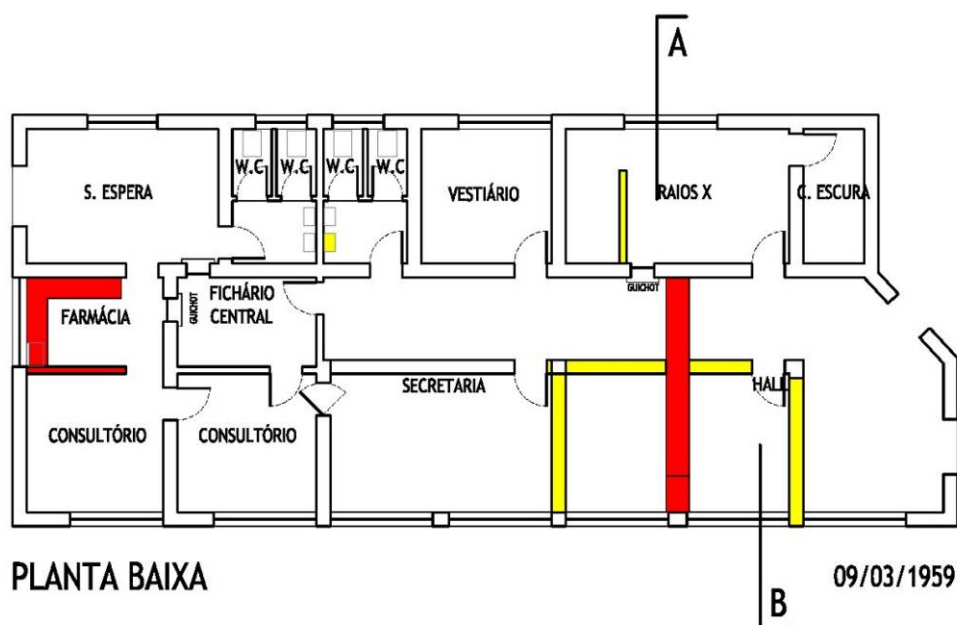 A
S. ESPERA
W.C
W.C
W.C
W.C
VESTIÁRIO
RAIOS X
C. ESCURA
FARMÁCIA
GUICHOT
FICHÁRIO
CENTRAL
GUICHOT
SECRETARIA
HALL
CONSULTÓRIO
CONSULTÓRIO
PLANTA BAIXA
09/03/1959
B